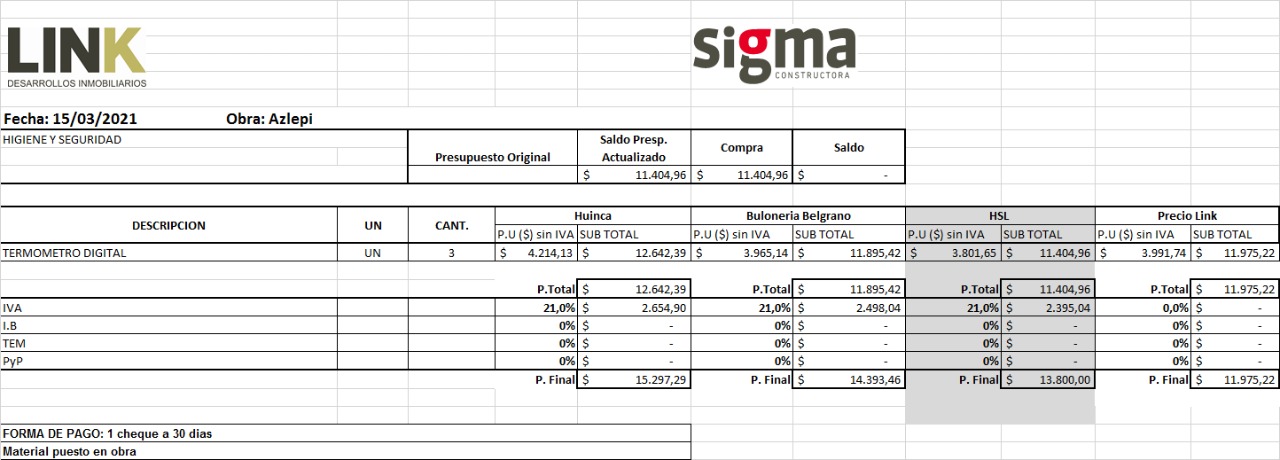 LINK
DESARROLLOS INMOBILIARIOS
sigma
CONSTRUCTORA
Fecha: 15/03/2021 Obra: Azlepi
HIGIENE Y SEGURIDAD
Presupuesto Original Saldo Presp. Actualizado Compra Saldo
$ 11.404,96 $ 11.404,96 $ -
DESCRIPCION UN CANT. Huinca Buloneria Belgrano HSL Precio Link
P.U ($) sin IVA SUB TOTAL P.U ($) sin IVA SUB TOTAL P.U ($) sin IVA SUB TOTAL P.U ($) sin IVA SUB TOTAL
TERMOMETRO DIGITAL UN 3 $ 4.214,13 $ 12.642,39 $ 3.965,14 $ 11.895,42 $ 3.801,65 $ 11.404,96 $ 3.991,74 $ 11.975,22
P.Total $ 12.642,39 P.Total $ 11.895,42 P.Total $ 11.404,96 P.Total $ 11.975,22
IVA 21,0% $ 2.654,90 21,0% $ 2.498,04 21,0% $ 2.395,04 0,0% $ -
I.B 0% $ - 0% $ - 0% $ - 0% $ -
TEM 0% $ - 0% $ - 0% $ - 0% $ -
PyP 0% $ - 0% $ - 0% $ - 0% $ -
P. Final $ 15.297,29 P. Final $ 14.393,46 P. Final $ 13.800,00 P. Final $ 11.975,22
FORMA DE PAGO: 1 cheque a 30 dias
Material puesto en obra